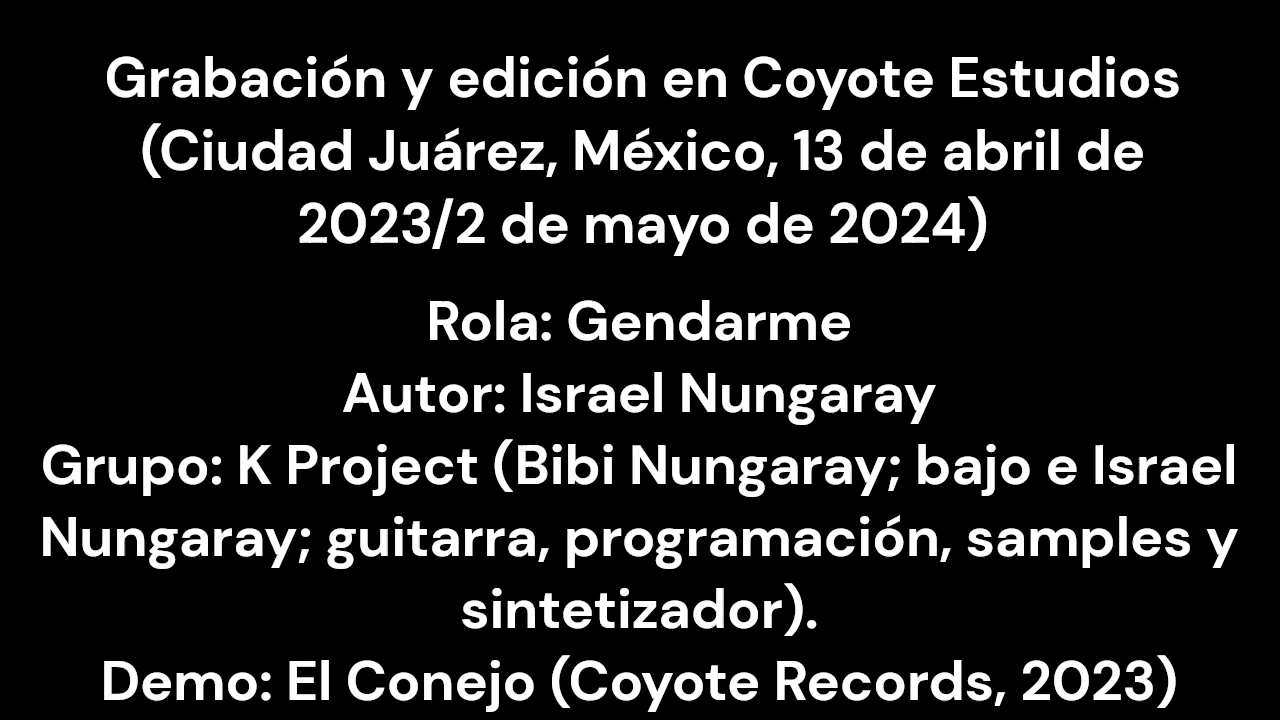 Grabación y edición en Coyote Estudios
(Ciudad Juárez, México, 13 de abril de
2023/2 de mayo de 2024)
Rola: Gendarme
Autor: Israel Nungaray
Grupo: K Project (Bibi Nungaray; bajo e Israel
Nungaray; guitarra, programación, samples y
sintetizador).
Demo: El Conejo (Coyote Records, 2023)